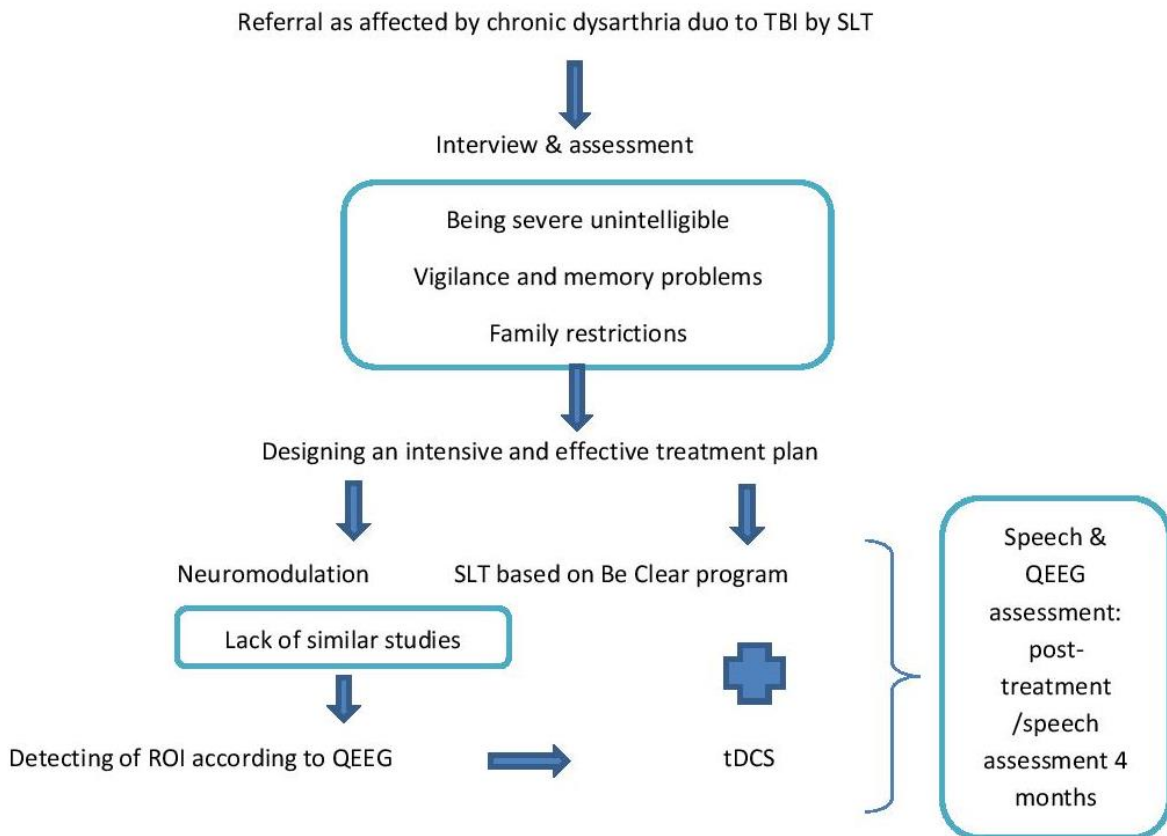 Referral as affected by chronic dysarthria duo to TBI by SLT
Interview & assessment
Being severe unintelligible
Vigilance and memory problems
Family restrictions
Designing an intensive and effective treatment plan
Neuromodulation
SLT based on Be Clear program
Lack of similar studies
Detecting of ROI according to QEEG
tDCS
Speech &
QEEG
assessment:
post-
treatment
/speech
assessment 4
months